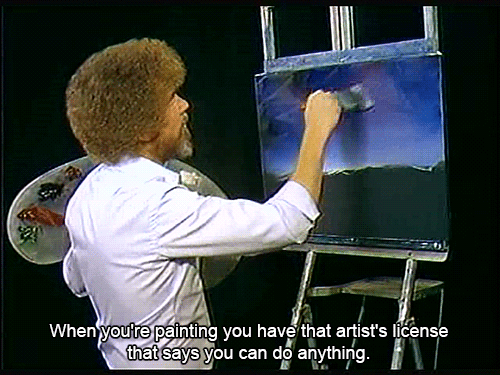 When you're painting you have that artist's license
that says you can do anything.